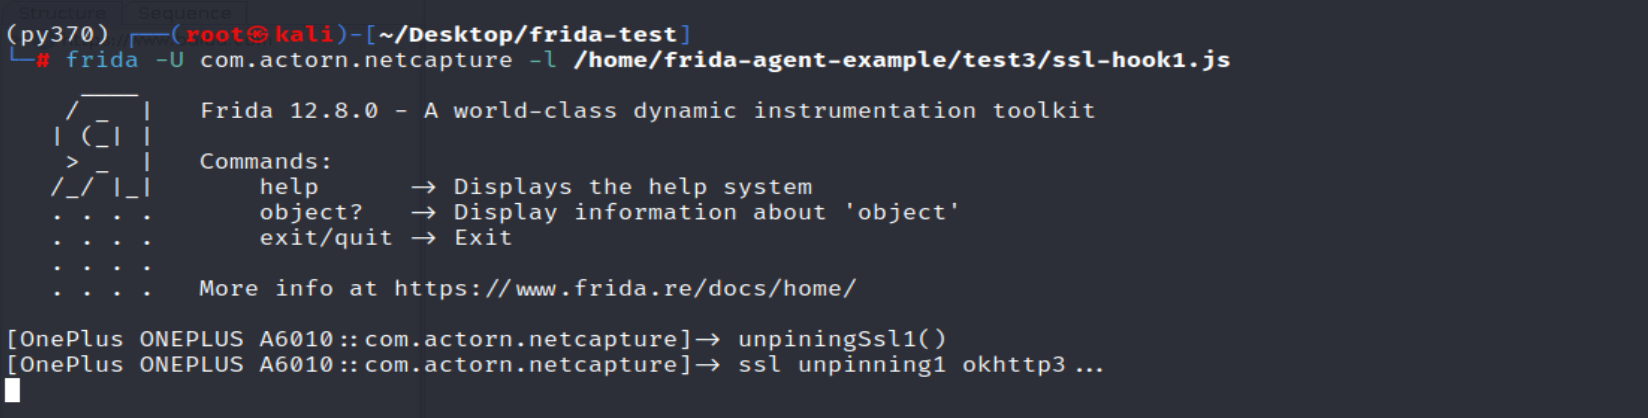 Structure Sequence
(py370) ┌──(root㉿kali)-[~/Desktop/frida-test]
└─# frida -U com.actorn.netcapture -l /home/frida-agent-example/test3/ssl-hook1.js
     ____
    / _  |   Frida 12.8.0 - A world-class dynamic instrumentation toolkit
   | (_| |
    > _  |   Commands:
   /_/ |_|       help      -> Displays the help system
   . . . .       object?   -> Display information about 'object'
   . . . .       exit/quit -> Exit
   . . . .
   . . . .   More info at https://www.frida.re/docs/home/
[OnePlus ONEPLUS A6010::com.actorn.netcapture]-> unpiningSsl1()
[OnePlus ONEPLUS A6010::com.actorn.netcapture]-> ssl unpinning1 okhttp3...